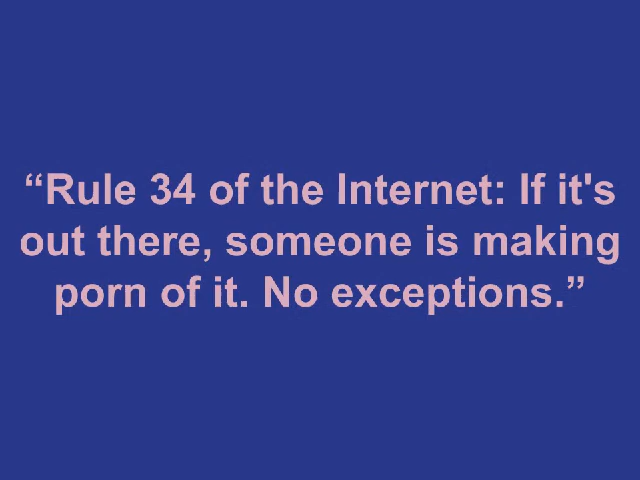 “Rule 34 of the Internet: If it's
out there, someone is making
porn of it. No exceptions.”